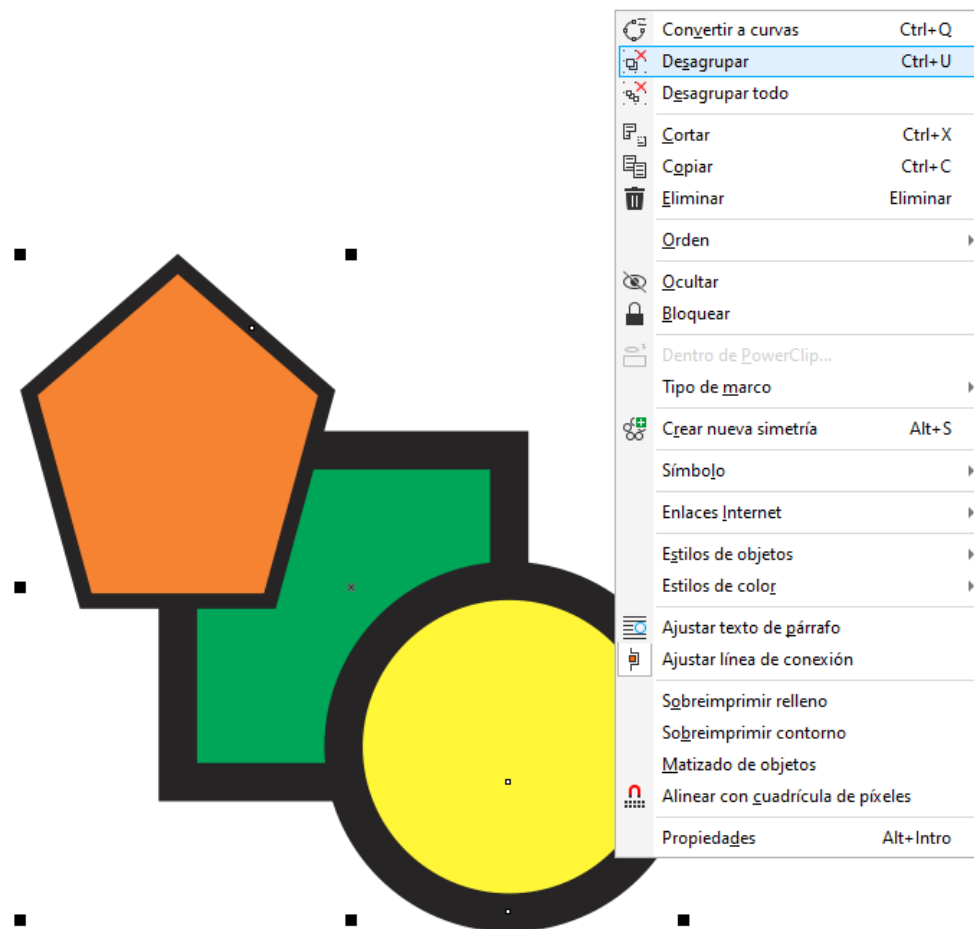 Convertir a curvas Ctrl+Q
Desagrupar Ctrl+U
Desagrupar todo
Cortar Ctrl+X
Copiar Ctrl+C
Eliminar Eliminar
Orden
Ocultar
Bloquear
Dentro de PowerClip...
Tipo de marco
Crear nueva simetría Alt+S
Símbolo
Enlaces Internet
Estilos de objetos
Estilos de color
Ajustar texto de párrafo
Ajustar línea de conexión
Sobreimprimir relleno
Sobreimprimir contorno
Matizado de objetos
Alinear con cuadrícula de píxeles
Propiedades Alt+Intro